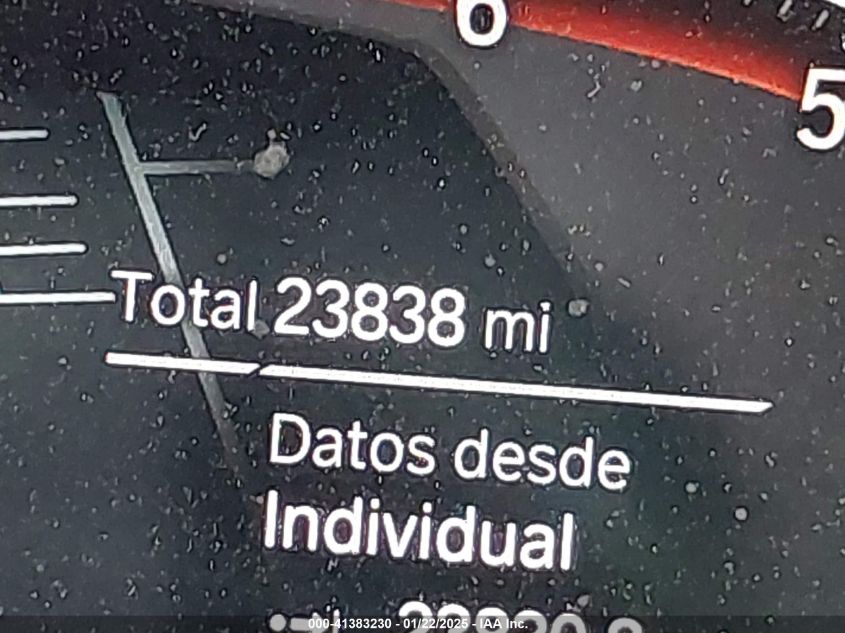 6
5
Total 23838 mi
Datos desde
Individual
000-41383230 - 01/22/2025 - IAA Inc.